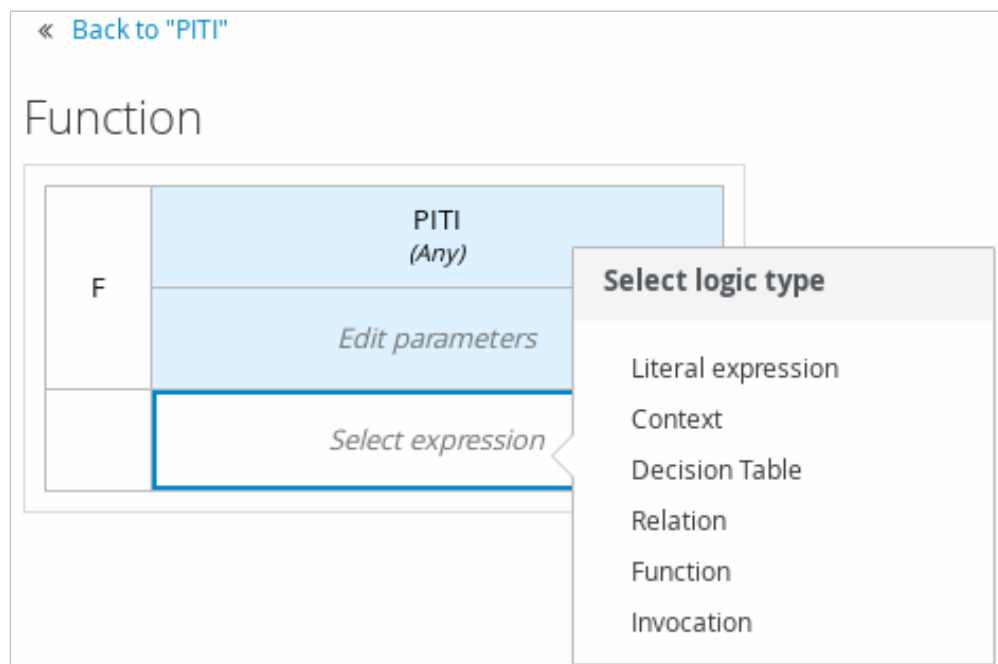 « Back to "PITI"
Function
PITI
(Any)
F
Edit parameters
Select expression
Select logic type
Literal expression
Context
Decision Table
Relation
Function
Invocation